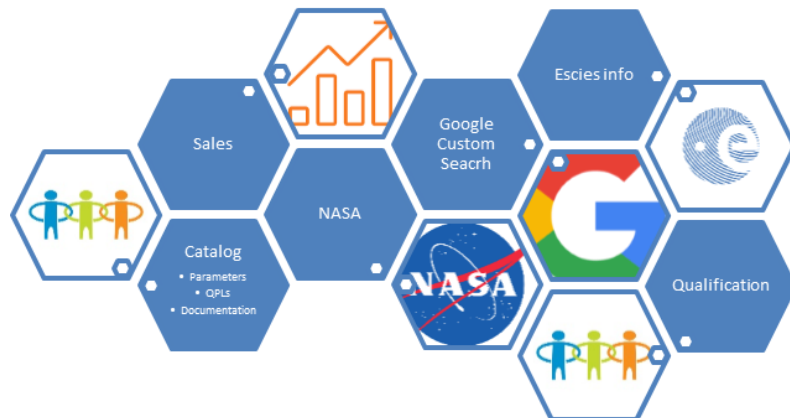 Escies info
Sales
Google
Custom
Seacrh
NASA
NASA
Catalog
• Parameters
• QPLs
• Documentation
Qualification